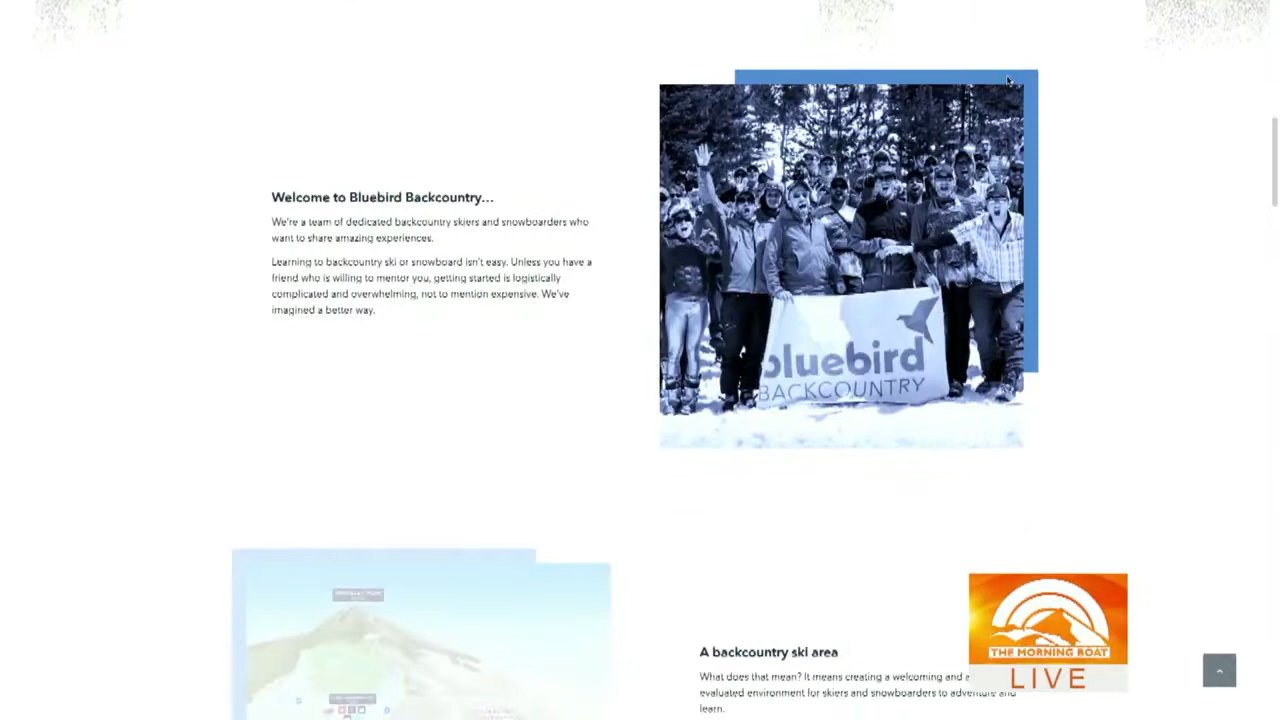 Welcome to Bluebird Backcountry...
We're a team of dedicated backcountry skiers and snowboarders who
want to share amazing experiences.
Learning to backcountry ski or snowboard isn't easy. Unless you have a
friend who is willing to mentor you, getting started is logistically
complicated and overwhelming, not to mention expensive. We've
imagined a better way.
bluebird
BACKCOUNTRY
A backcountry ski area
What does that mean? It means creating a welcoming and
evaluated environment for skiers and snowboarders to adventure and
learn.
THE MORNING BOAT
LIVE